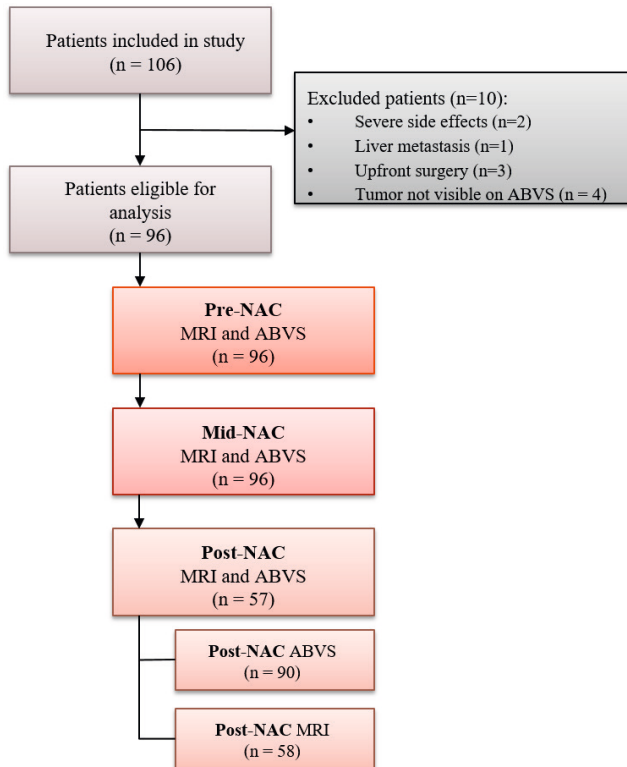 Patients included in study
(n = 106)
Excluded patients (n=10):
• Severe side effects (n=2)
• Liver metastasis (n=1)
• Upfront surgery (n=3)
• Tumor not visible on ABVS (n = 4)
Patients eligible for
analysis
(n = 96)
Pre-NAC
MRI and ABVS
(n = 96)
Mid-NAC
MRI and ABVS
(n = 96)
Post-NAC
MRI and ABVS
(n = 57)
Post-NAC ABVS
(n = 90)
Post-NAC MRI
(n = 58)